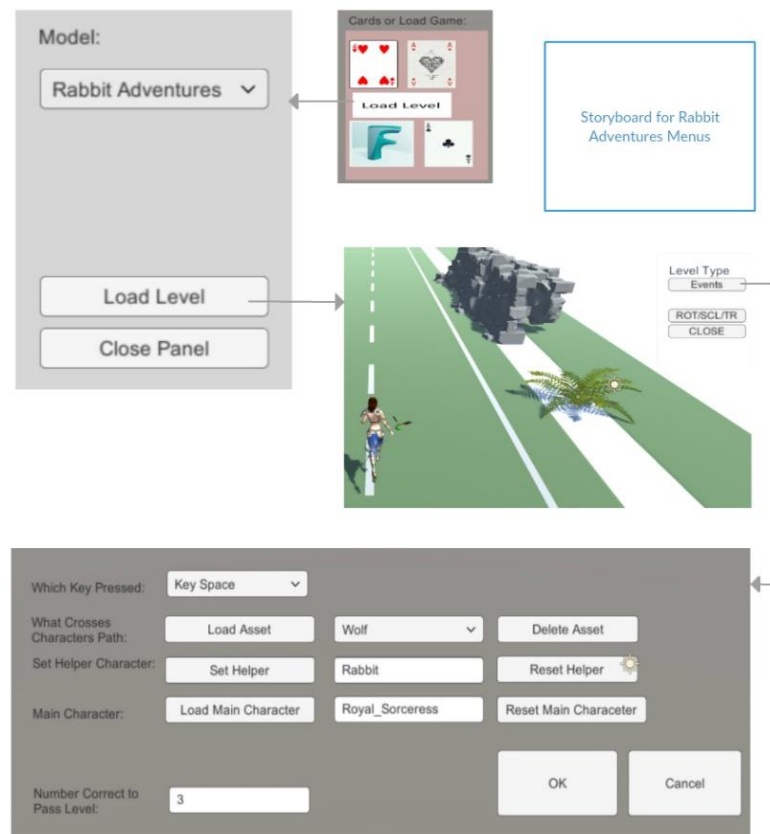 Model:
Rabbit Adventures
Load Level
Close Panel
Cards or Load Game:
Load Level
F
Storyboard for Rabbit
Adventures Menus
Level Type
Events
ROT/SCL/TR
CLOSE
Which Key Pressed:
Key Space
What Crosses
Characters Path:
Load Asset
Wolf
Delete Asset
Set Helper Character:
Set Helper
Rabbit
Reset Helper
Main Character:
Load Main Character
Royal_Sorceress
Reset Main Characeter
Number Correct to
Pass Level:
3
OK
Cancel